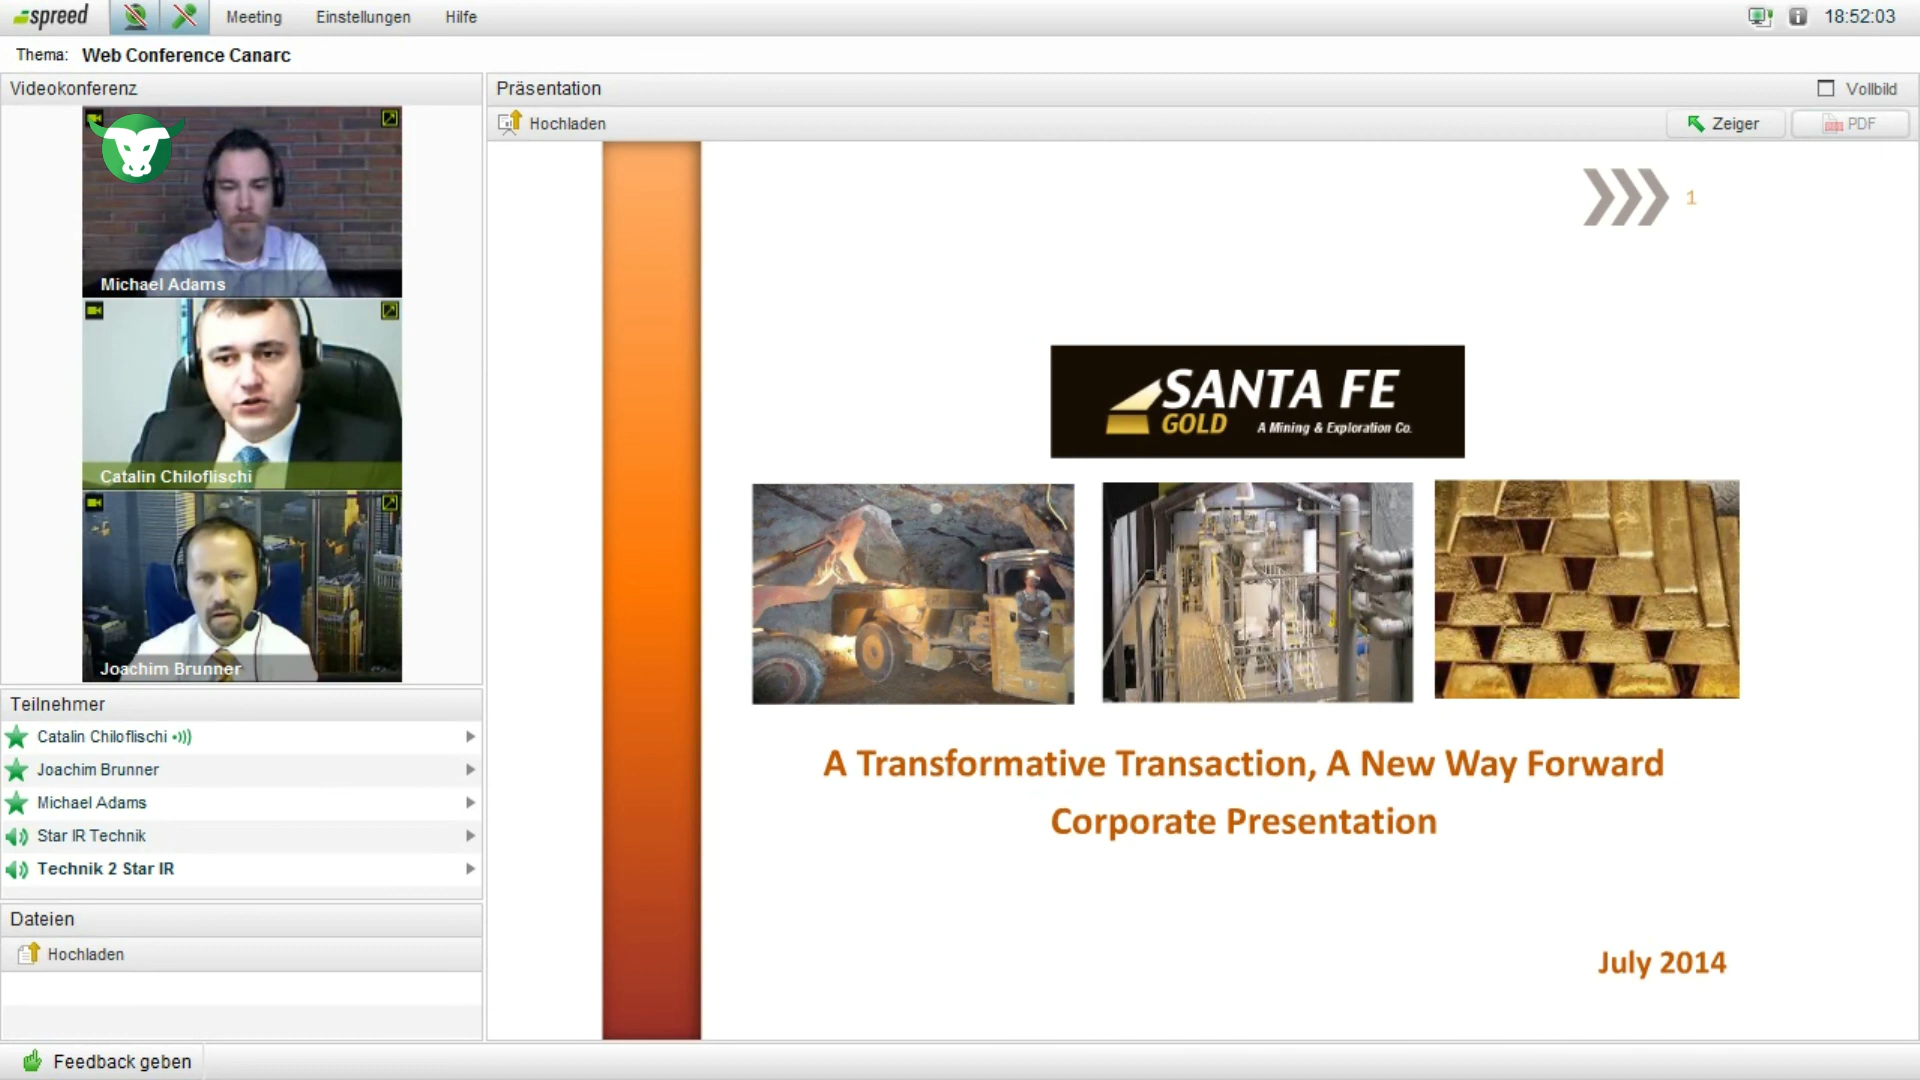 spreed
Meeting
Einstellungen
Hilfe
18:52:03
Thema: Web Conference Canarc
Videokonferenz
Michael Adams
Catalin Chiloflischi
Joachim Brunner
Teilnehmer
Catalin Chiloflischi
Joachim Brunner
Michael Adams
Star IR Technik
Technik 2 Star IR
Dateien
Hochladen
Feedback geben
Präsentation
Vollbild
Hochladen
Zeiger
PDF
1
SANTA FE
GOLD A Mining & Exploration Co.
A Transformative Transaction, A New Way Forward
Corporate Presentation
July 2014